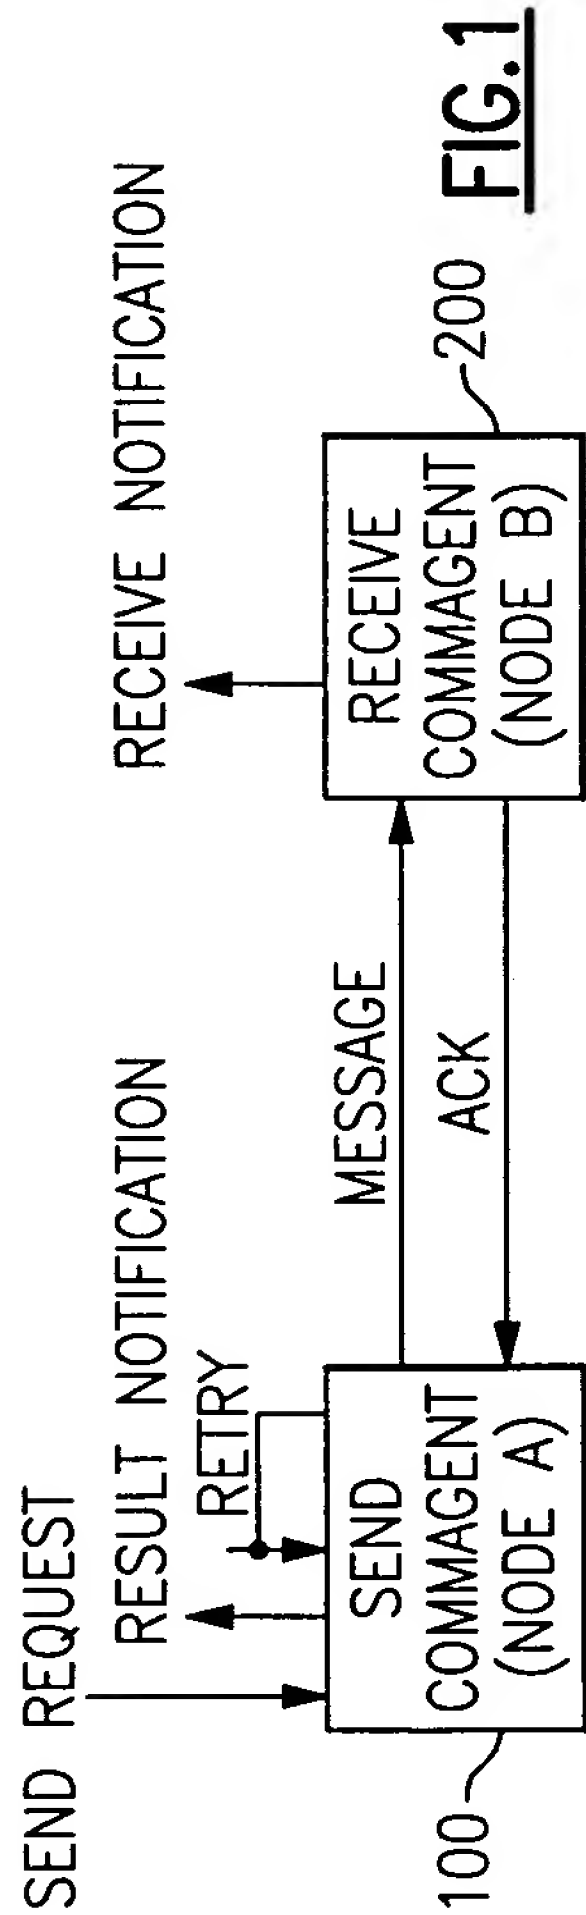 SEND REQUEST
RESULT NOTIFICATION
RECEIVE NOTIFICATION
RETRY
MESSAGE
ACK
SEND
COMMAGENT
(NODE A)
100
RECEIVE
COMMAGENT
(NODE B)
200
FIG.1